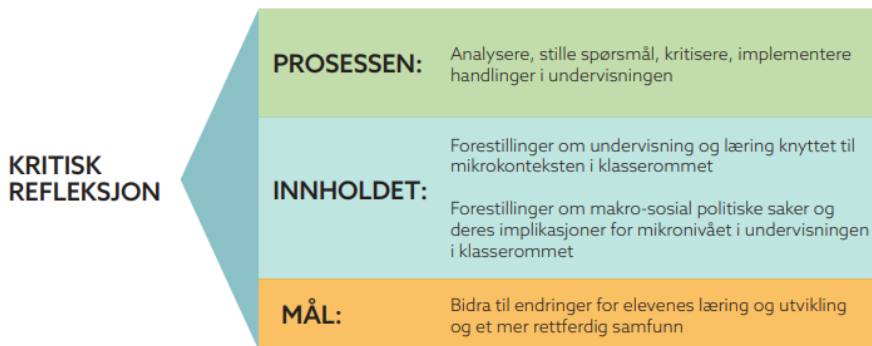 KRITISK
REFLEKSJON
PROSESSEN:
Analysere, stille spørsmål, kritisere, implementere
handlinger i undervisningen
INNHOLDET:
Forestillinger om undervisning og læring knyttet til
mikrokonteksten i klasserommet
Forestillinger om makro-sosial politiske saker og
deres implikasjoner for mikronivået i undervisningen
i klasserommet
MÅL:
Bidra til endringer for elevenes læring og utvikling
og et mer rettferdig samfunn